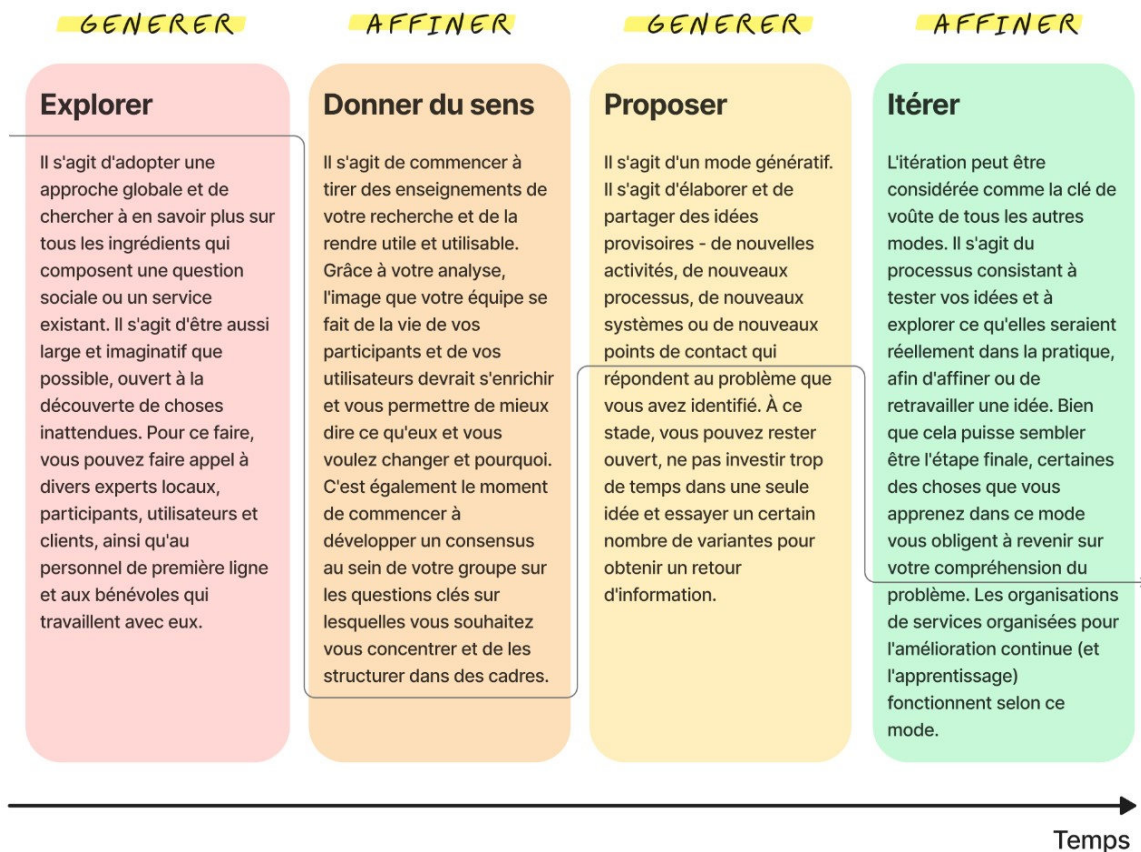 GENERER
AFFINER
GENERER
AFFINER
Explorer
Il s'agit d'adopter une
approche globale et de
chercher à en savoir plus sur
tous les ingrédients qui
composent une question
sociale ou un service
existant. Il s'agit d'être aussi
large et imaginatif que
possible, ouvert à la
découverte de choses
inattendues. Pour ce faire,
vous pouvez faire appel à
divers experts locaux,
participants, utilisateurs et
clients, ainsi qu'au
personnel de première ligne
et aux bénévoles qui
travaillent avec eux.
Donner du sens
Il s'agit de commencer à
tirer des enseignements de
votre recherche et de la
rendre utile et utilisable.
Grâce à votre analyse,
l'image que votre équipe se
fait de la vie de vos
participants et de vos
utilisateurs devrait s'enrichir
et vous permettre de mieux
dire ce qu'eux et vous
voulez changer et pourquoi.
C'est également le moment
de commencer à
développer un consensus
au sein de votre groupe sur
les questions clés sur
lesquelles vous souhaitez
vous concentrer et de les
structurer dans des cadres.
Proposer
Il s'agit d'un mode génératif.
Il s'agit d'élaborer et de
partager des idées
provisoires - de nouvelles
activités, de nouveaux
processus, de nouveaux
systèmes ou de nouveaux
points de contact qui
répondent au problème que
vous avez identifié. À ce
stade, vous pouvez rester
ouvert, ne pas investir trop
de temps dans une seule
idée et essayer un certain
nombre de variantes pour
obtenir un retour
d'information.
Itérer
L'itération peut être
considérée comme la clé de
voûte de tous les autres
modes. Il s'agit du
processus consistant à
tester vos idées et à
explorer ce qu'elles seraient
réellement dans la pratique,
afin d'affiner ou de
retravailler une idée. Bien
que cela puisse sembler
être l'étape finale, certaines
des choses que vous
apprenez dans ce mode
vous obligent à revenir sur
votre compréhension du
problème. Les organisations
de services organisées pour
l'amélioration continue (et
l'apprentissage)
fonctionnent selon ce
mode.
Temps